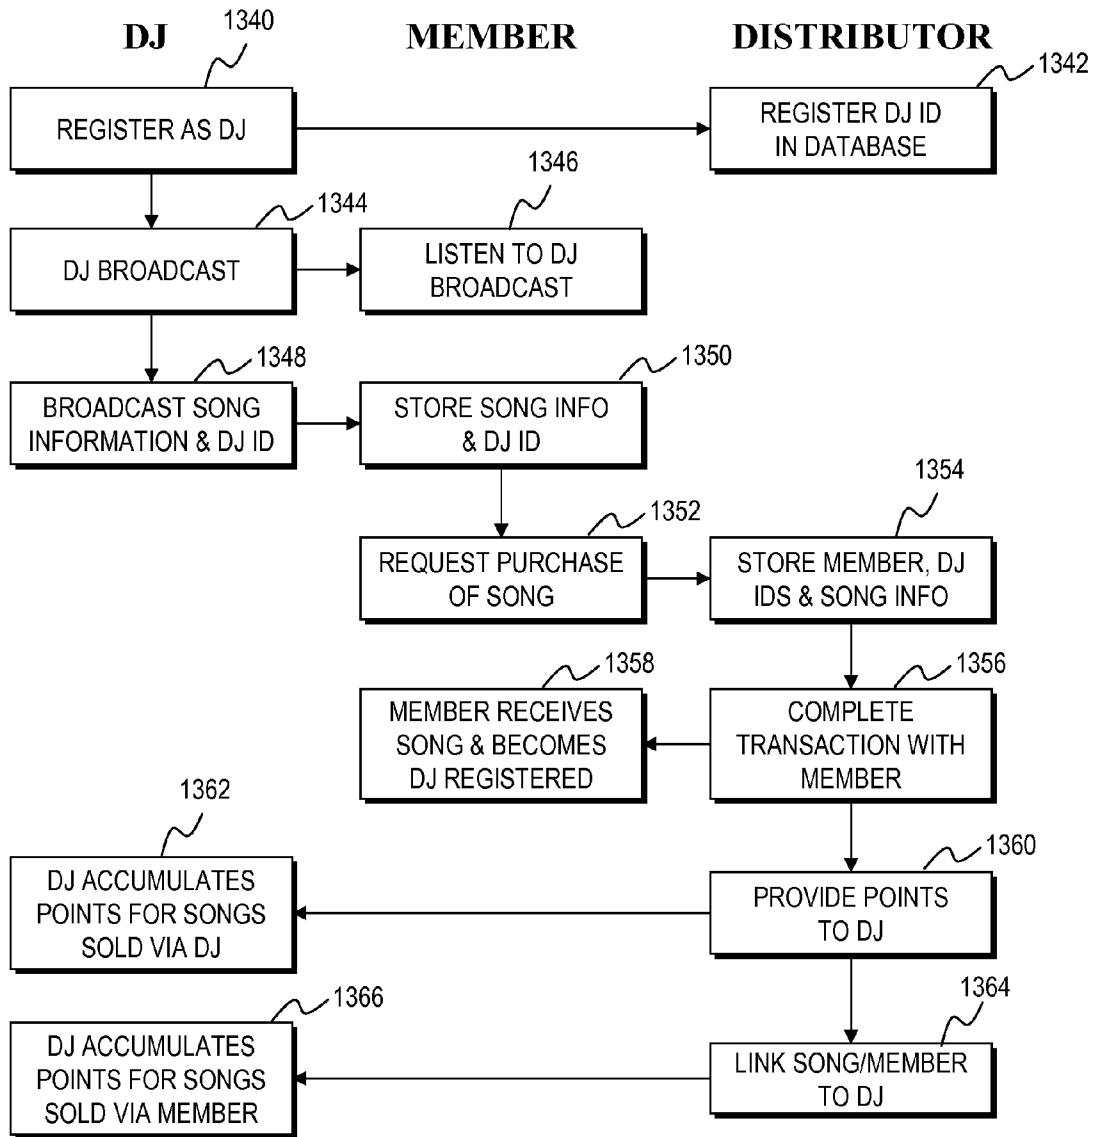 DJ MEMBER DISTRIBUTOR
1340
1342
REGISTER AS DJ
REGISTER DJ ID
IN DATABASE
1344
1346
DJ BROADCAST
LISTEN TO DJ
BROADCAST
1348
1350
BROADCAST SONG
INFORMATION & DJ ID
STORE SONG INFO
& DJ ID
1352
1354
REQUEST PURCHASE
OF SONG
STORE MEMBER, DJ
IDS & SONG INFO
1358
1356
MEMBER RECEIVES
SONG & BECOMES
DJ REGISTERED
COMPLETE
TRANSACTION WITH
MEMBER
1362
1360
DJ ACCUMULATES
POINTS FOR SONGS
SOLD VIA DJ
PROVIDE POINTS
TO DJ
1366
1364
DJ ACCUMULATES
POINTS FOR SONGS
SOLD VIA MEMBER
LINK SONG/MEMBER
TO DJ